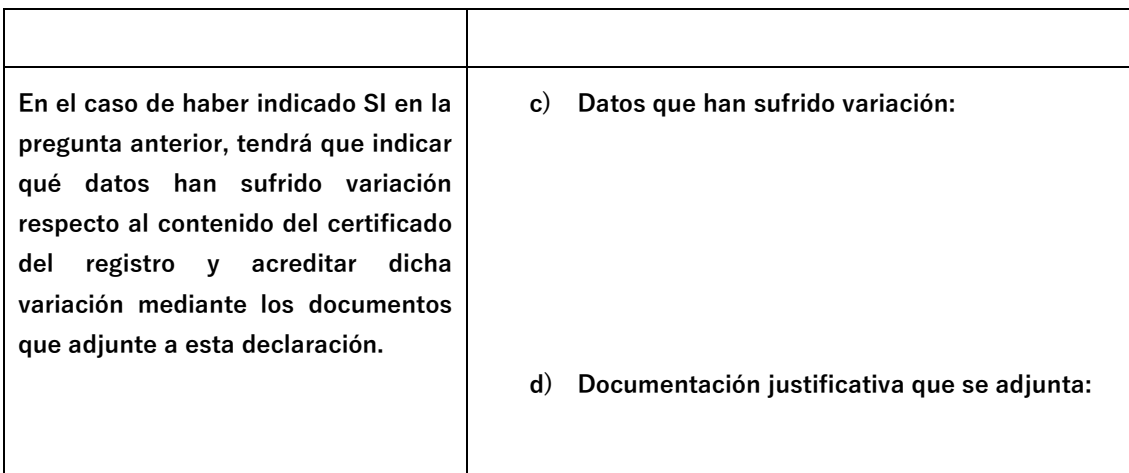 En el caso de haber indicado SI en la
pregunta anterior, tendrá que indicar
qué datos han sufrido variación
respecto al contenido del certificado
del registro y acreditar dicha
variación mediante los documentos
que adjunte a esta declaración.
c) Datos que han sufrido variación:
d) Documentación justificativa que se adjunta: